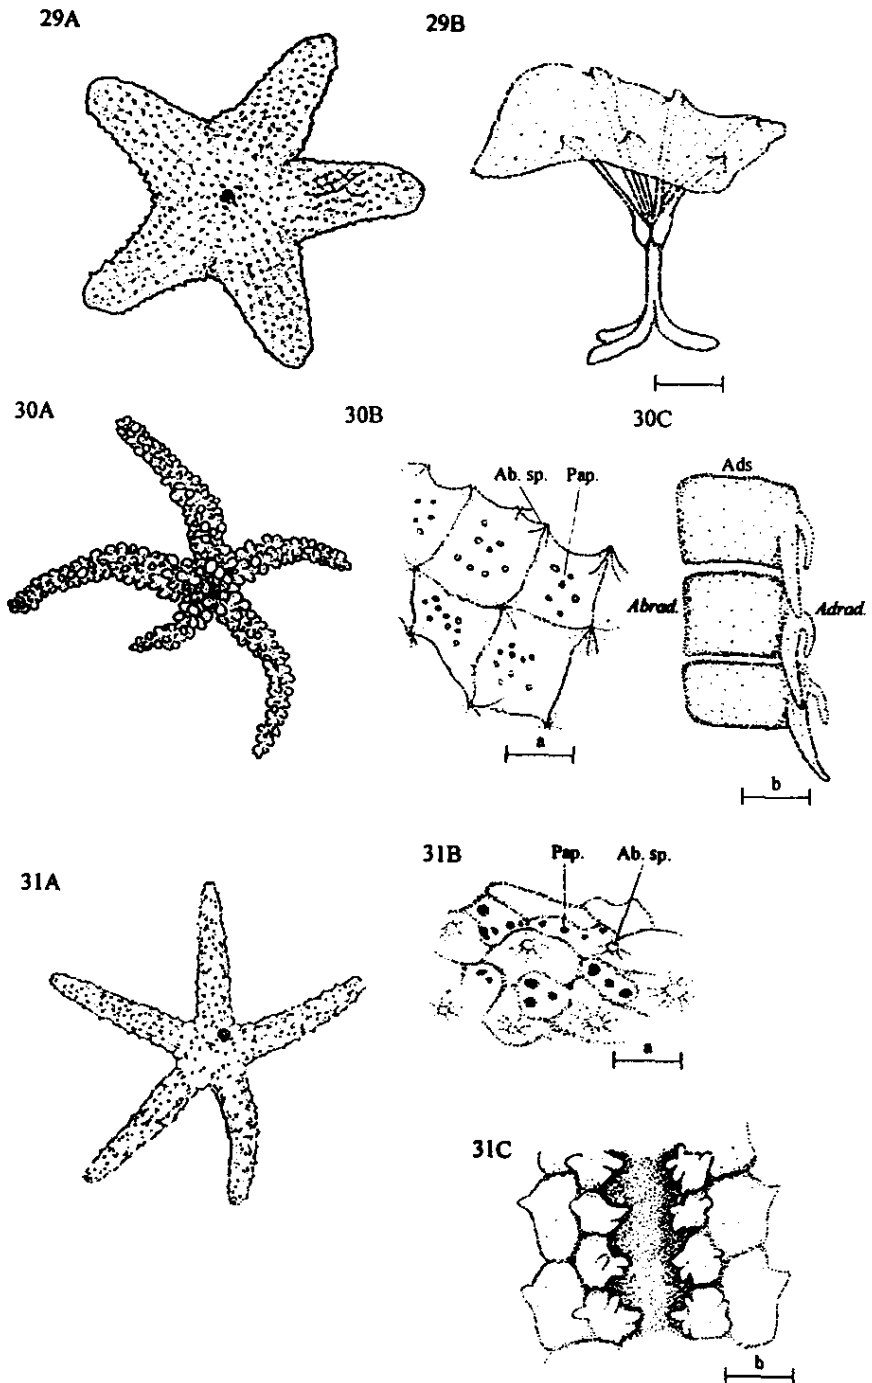 29A
29B
30A
30B
30C
Ab. sp.
Pap.
Ads
Abrad.
Adrad.
a
b
31A
31B
Pap.
Ab. sp.
a
31C
b